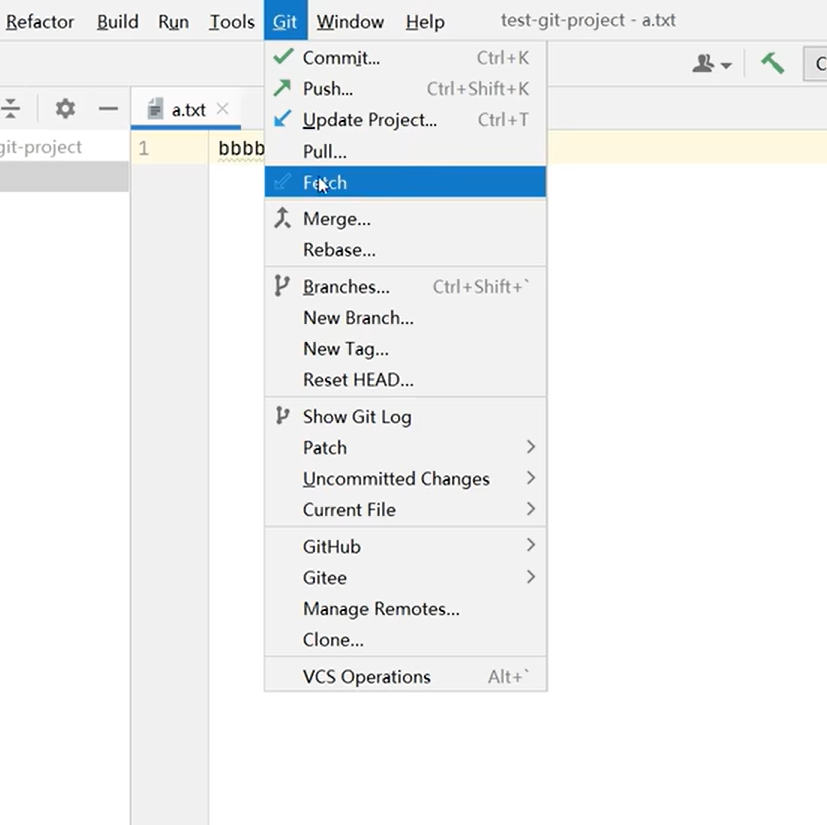 Refactor Build Run Tools Git Window Help test-git-project - a.txt
Commit... Ctrl+K
Push... Ctrl+Shift+K
Update Project... Ctrl+T
a.txt
git-project
1 bbbb
Pull...
Fetch
Merge...
Rebase...
Branches... Ctrl+Shift+`
New Branch...
New Tag...
Reset HEAD...
Show Git Log
Patch
Uncommitted Changes
Current File
GitHub
Gitee
Manage Remotes...
Clone...
VCS Operations Alt+`